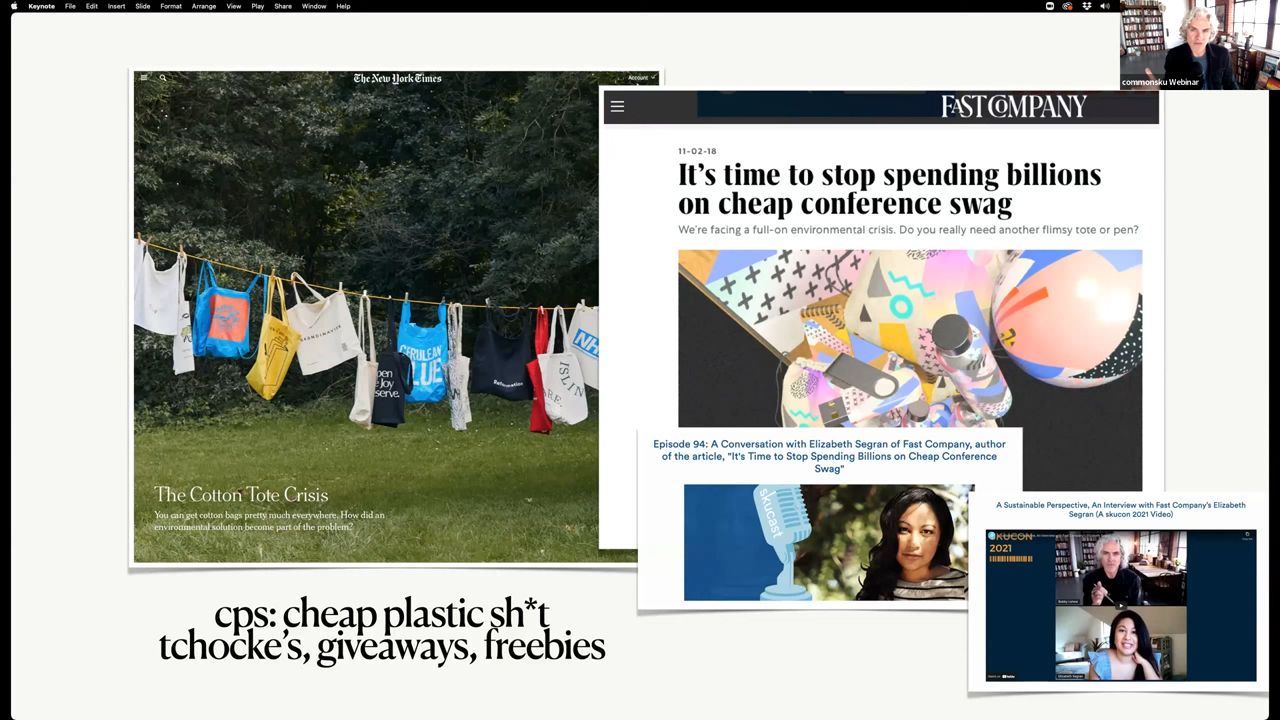 Keynote File Edit Insert Slide Format Arrange View Play Share Window Help
commonsku Webinar
The New York Times
Account
FAST COMPANY
11-02-18
It's time to stop spending billions
on cheap conference swag
We're facing a full-on environmental crisis. Do you really need another flimsy tote or pen?
CERULEAN
BLUE
Reformation
NH
ISLIN
The Cotton Tote Crisis
You can get cotton bags pretty much everywhere. How did an
environmental solution become part of the problem?
Episode 94: A Conversation with Elizabeth Segran of Fast Company, author
of the article, "It's Time to Stop Spending Billions on Cheap Conference
Swag"
skucast
A Sustainable Perspective, An Interview with Fast Company's Elizabeth
Segran (A skucon 2021 Video)
SKUCON
2021
Elizabeth Segran
cps: cheap plastic sh*t
tchocke's, giveaways, freebies